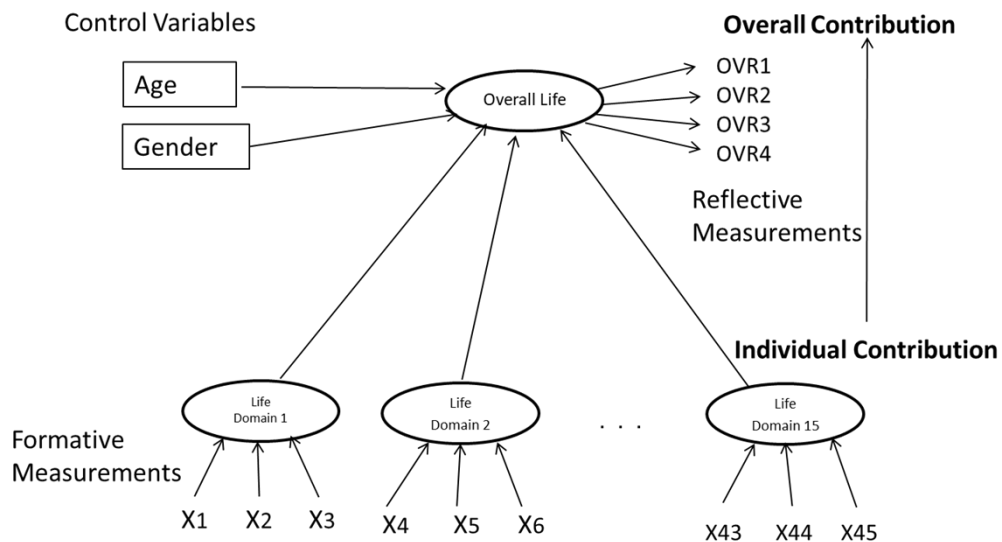 Control Variables
Overall Contribution
Age
Gender
Overall Life
OVR1
OVR2
OVR3
OVR4
Reflective
Measurements
Individual Contribution
Life
Domain 1
Life
Domain 2
. . .
Life
Domain 15
Formative
Measurements
X1
X2
X3
X4
X5
X6
X43
X44
X45